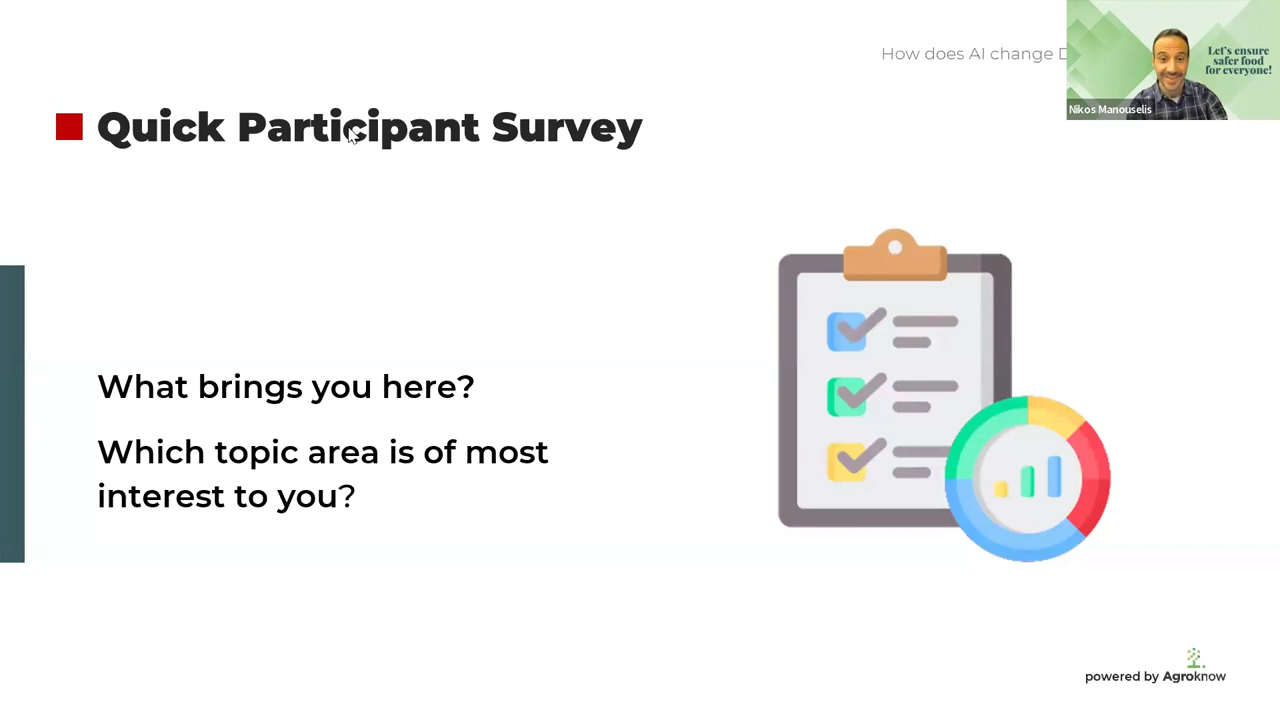 How does AI change
Let's ensure
safer food
for everyone!
Nikos Manouselis
Quick Participant Survey
What brings you here?
Which topic area is of most
interest to you?
powered by Agroknow